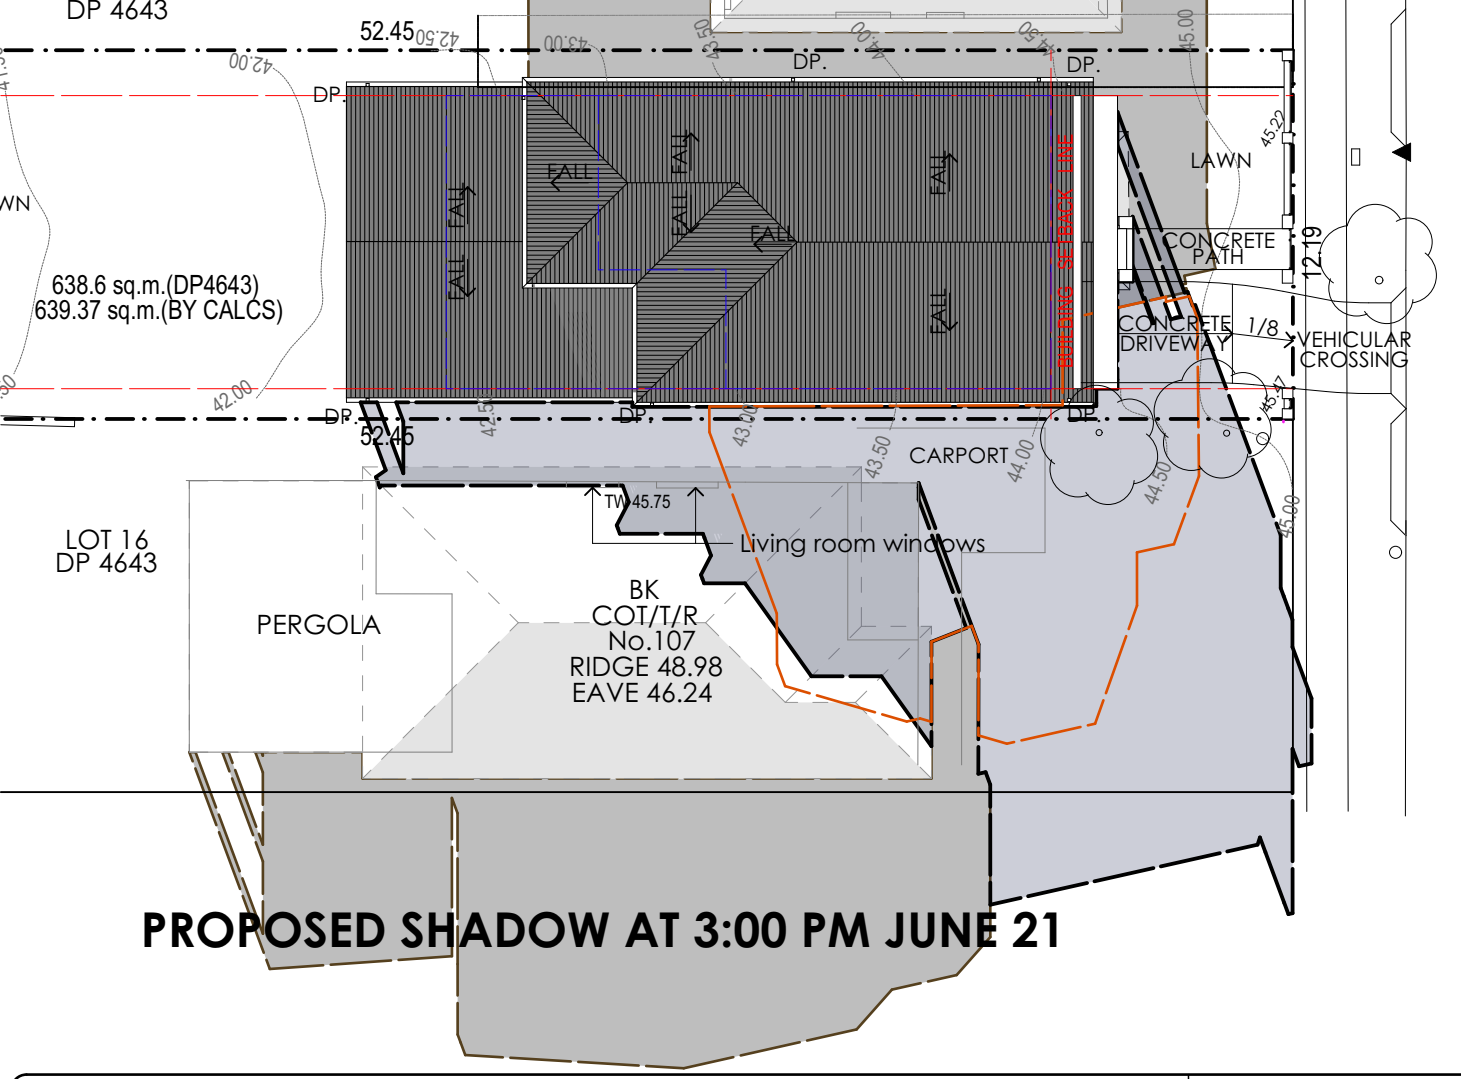 DP 4643
52.45
42.50
43.00
43.50
44.00
44.50
45.00
42.00
DP.
DP.
DP.
45.22
LAWN
WN
FALL
FALL
FALL
FALL
FALL
FALL
FALL
FALL
BUILDING SETBACK LINE
CONCRETE
PATH
12.19
638.6 sq.m.(DP4643)
639.37 sq.m.(BY CALCS)
CONCRETE
DRIVEWAY
1/8
VEHICULAR
CROSSING
50
42.00
DP.
52.45
42.50
DP.
43.00
43.50
CARPORT
44.00
DP.
44.50
45.47
45.00
TW 45.75
Living room windows
LOT 16
DP 4643
PERGOLA
BK
COT/T/R
No.107
RIDGE 48.98
EAVE 46.24
PROPOSED SHADOW AT 3:00 PM JUNE 21